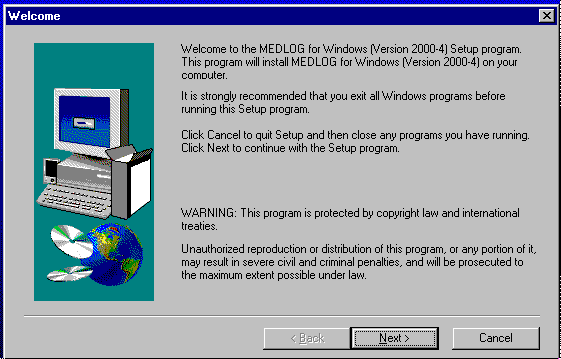 Welcome
Welcome to the MEDLOG for Windows (Version 2000-4) Setup program.
This program will install MEDLOG for Windows (Version 2000-4) on your
computer.
It is strongly recommended that you exit all Windows programs before
running this Setup program.
Click Cancel to quit Setup and then close any programs you have running.
Click Next to continue with the Setup program.
WARNING: This program is protected by copyright law and international
treaties.
Unauthorized reproduction or distribution of this program, or any portion of it,
may result in severe civil and criminal penalties, and will be prosecuted to
the maximum extent possible under law.
< Back
Next >
Cancel